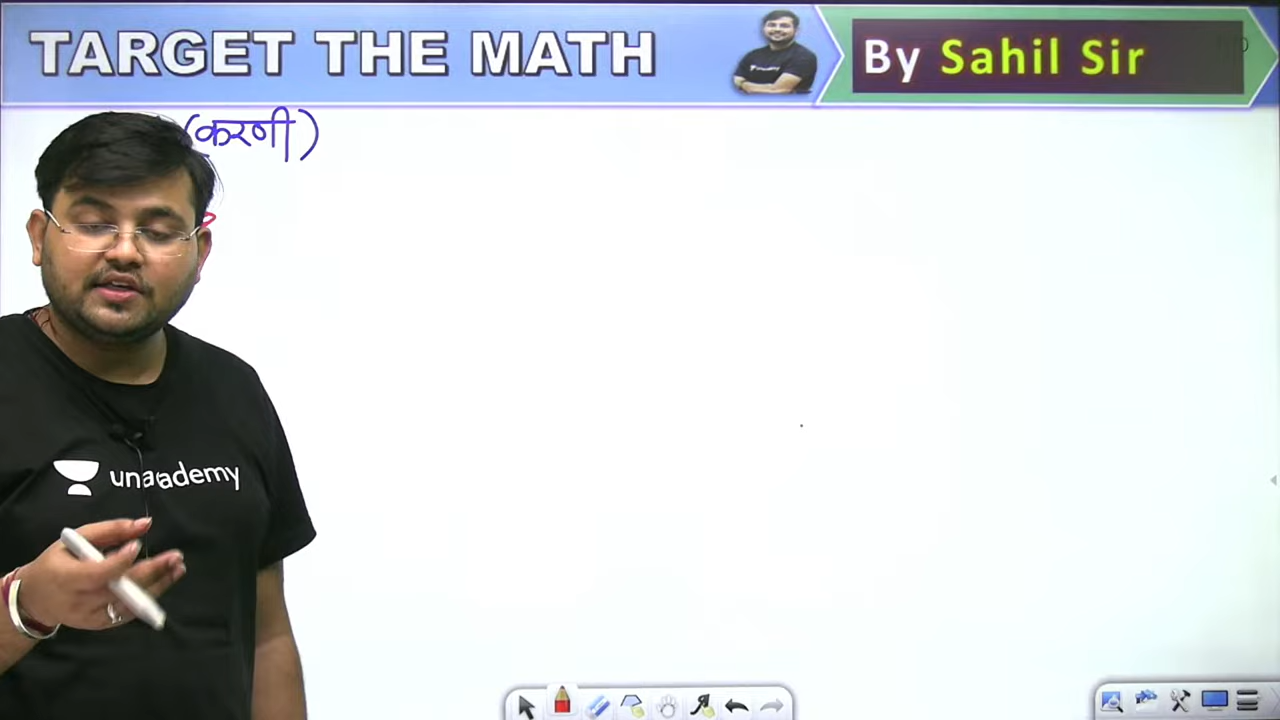 TARGET THE MATH
By Sahil Sir
(करणी)
unacademy